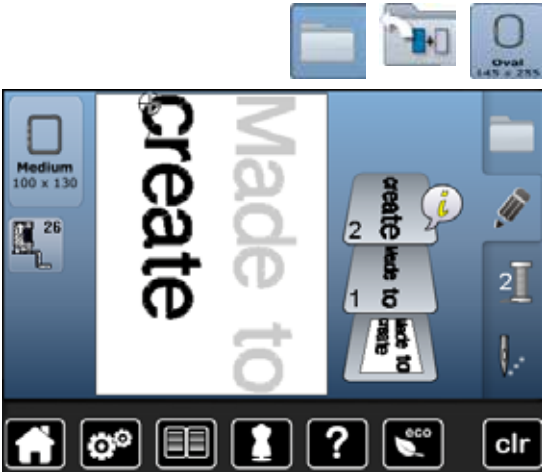 Oval
145 x 255
Medium
100 x 130
26
create
Made to
i
2
create
1
Made to
Made to
create
2
?
eco
clr